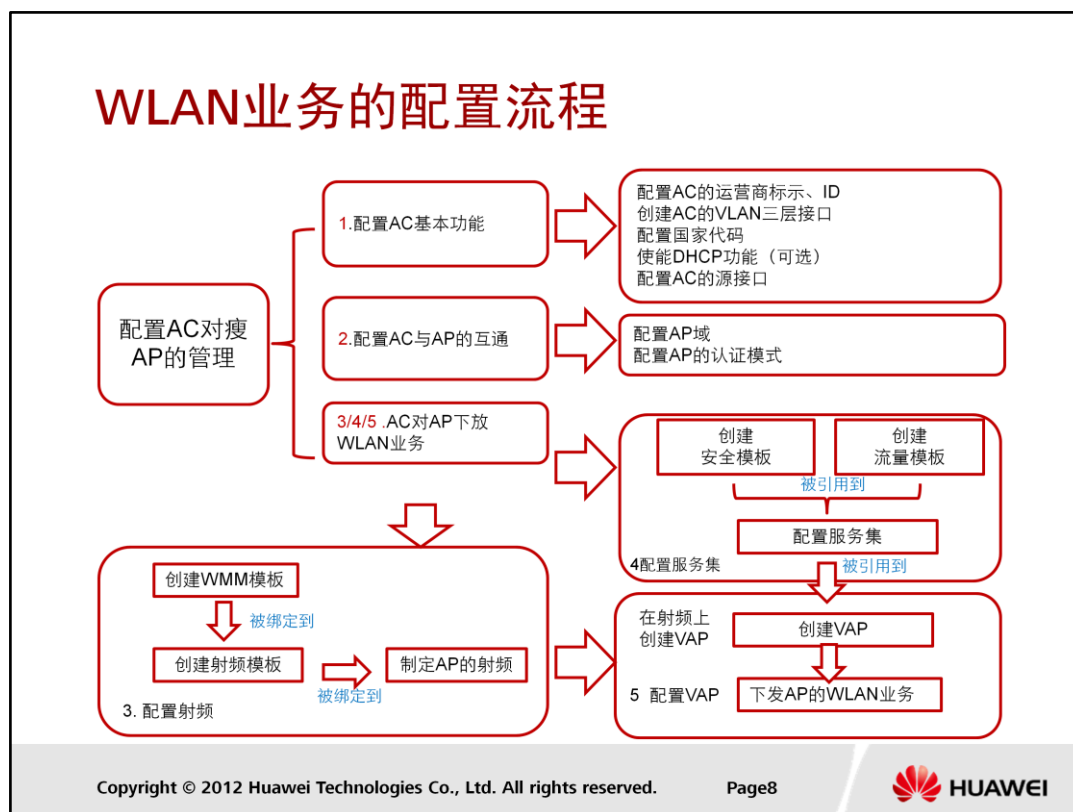 WLAN业务的配置流程
配置AC对瘦
AP的管理
1.配置AC基本功能
配置AC的运营商标示、ID
创建AC的VLAN三层接口
配置国家代码
使能DHCP功能（可选）
配置AC的源接口
2.配置AC与AP的互通
配置AP域
配置AP的认证模式
3/4/5 .AC对AP下放
WLAN业务
创建
安全模板
创建
流量模板
被引用到
配置服务集
4配置服务集
被引用到
创建WMM模板
被绑定到
创建射频模板
被绑定到
制定AP的射频
3. 配置射频
在射频上
创建VAP
创建VAP
5 配置VAP
下发AP的WLAN业务
Copyright © 2012 Huawei Technologies Co., Ltd. All rights reserved.
Page8
HUAWEI